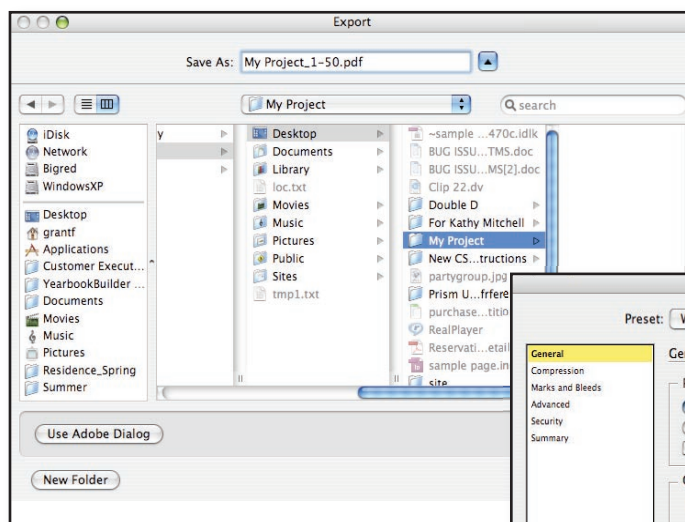 Export
Save As: My Project_1-50.pdf
My Project
search
iDisk
Network
Bigred
WindowsXP
Desktop
grantf
Applications
Customer Execut...
YearbookBuilder
Documents
Movies
Music
Pictures
Residence_Spring
Summer
y
Desktop
Documents
Library
loc.txt
Movies
Music
Pictures
Public
Sites
tmp1.txt
~sample ...470c.idlk
BUG ISSU...TMS.doc
BUG ISSU...MS[2].doc
Clip 22.dv
Double D
For Kathy Mitchell
My Project
New CS...tructions
partygroup.jpg
Prism U...frfere
purchase...titio
RealPlayer
Reservati...etail
sample page.in
site
Use Adobe Dialog
New Folder
Preset:
General
Compression
Marks and Bleeds
Advanced
Security
Summary